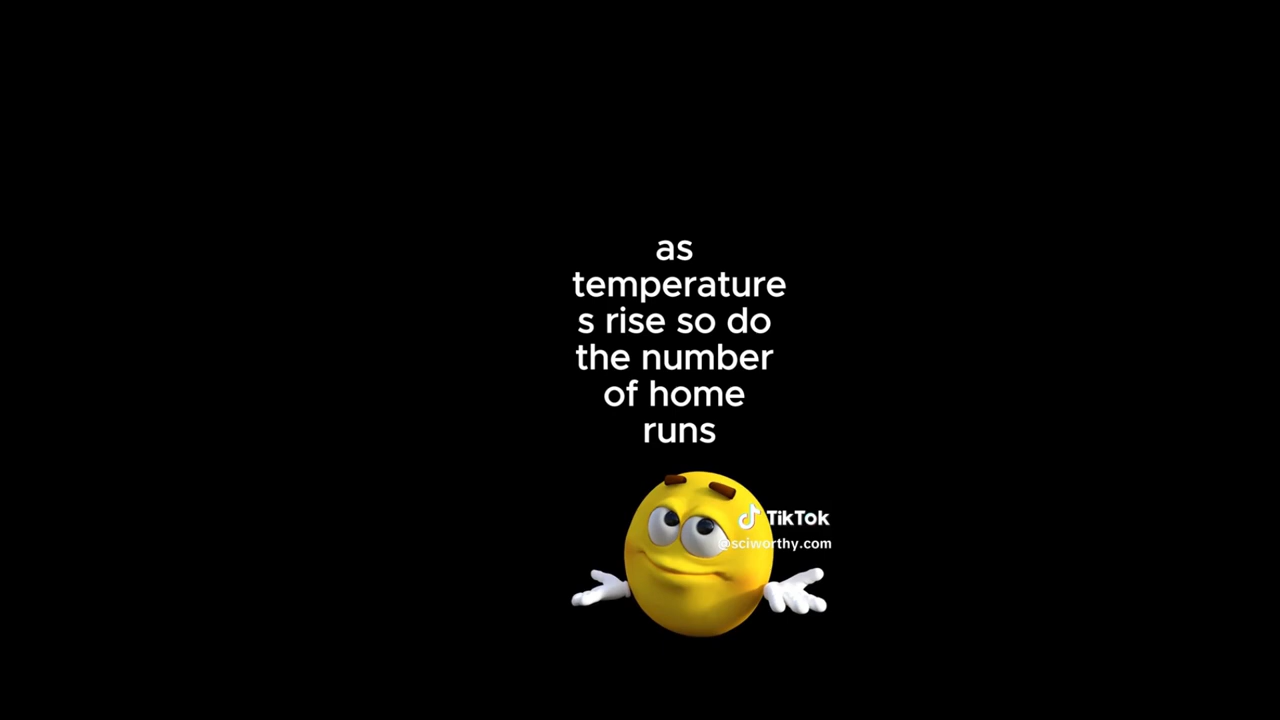 as
temperature
s rise so do
the number
of home
runs
TikTok
@sciworthy.com